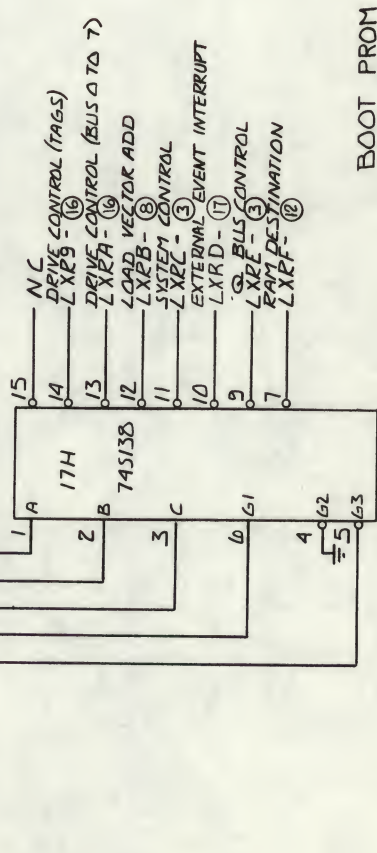 15 NC
DRIVE CONTROL (TAGS)
14 LXR9- 16
DRIVE CONTROL (BUS 0 TO 7)
13 LXRA- 16
LOAD VECTOR ADD
12 LXPB- 8
SYSTEM CONTROL
11 LXRC- 3
EXTERNAL EVENT INTERRUPT
10 LXRD- 17
Q BUS CONTROL
9 LXRE- 3
RAM DESTINATION
7 LXRF- 12
17H
74S138
1 A
2 B
3 C
6 G1
4 G2
5 G3
BOOT PROM